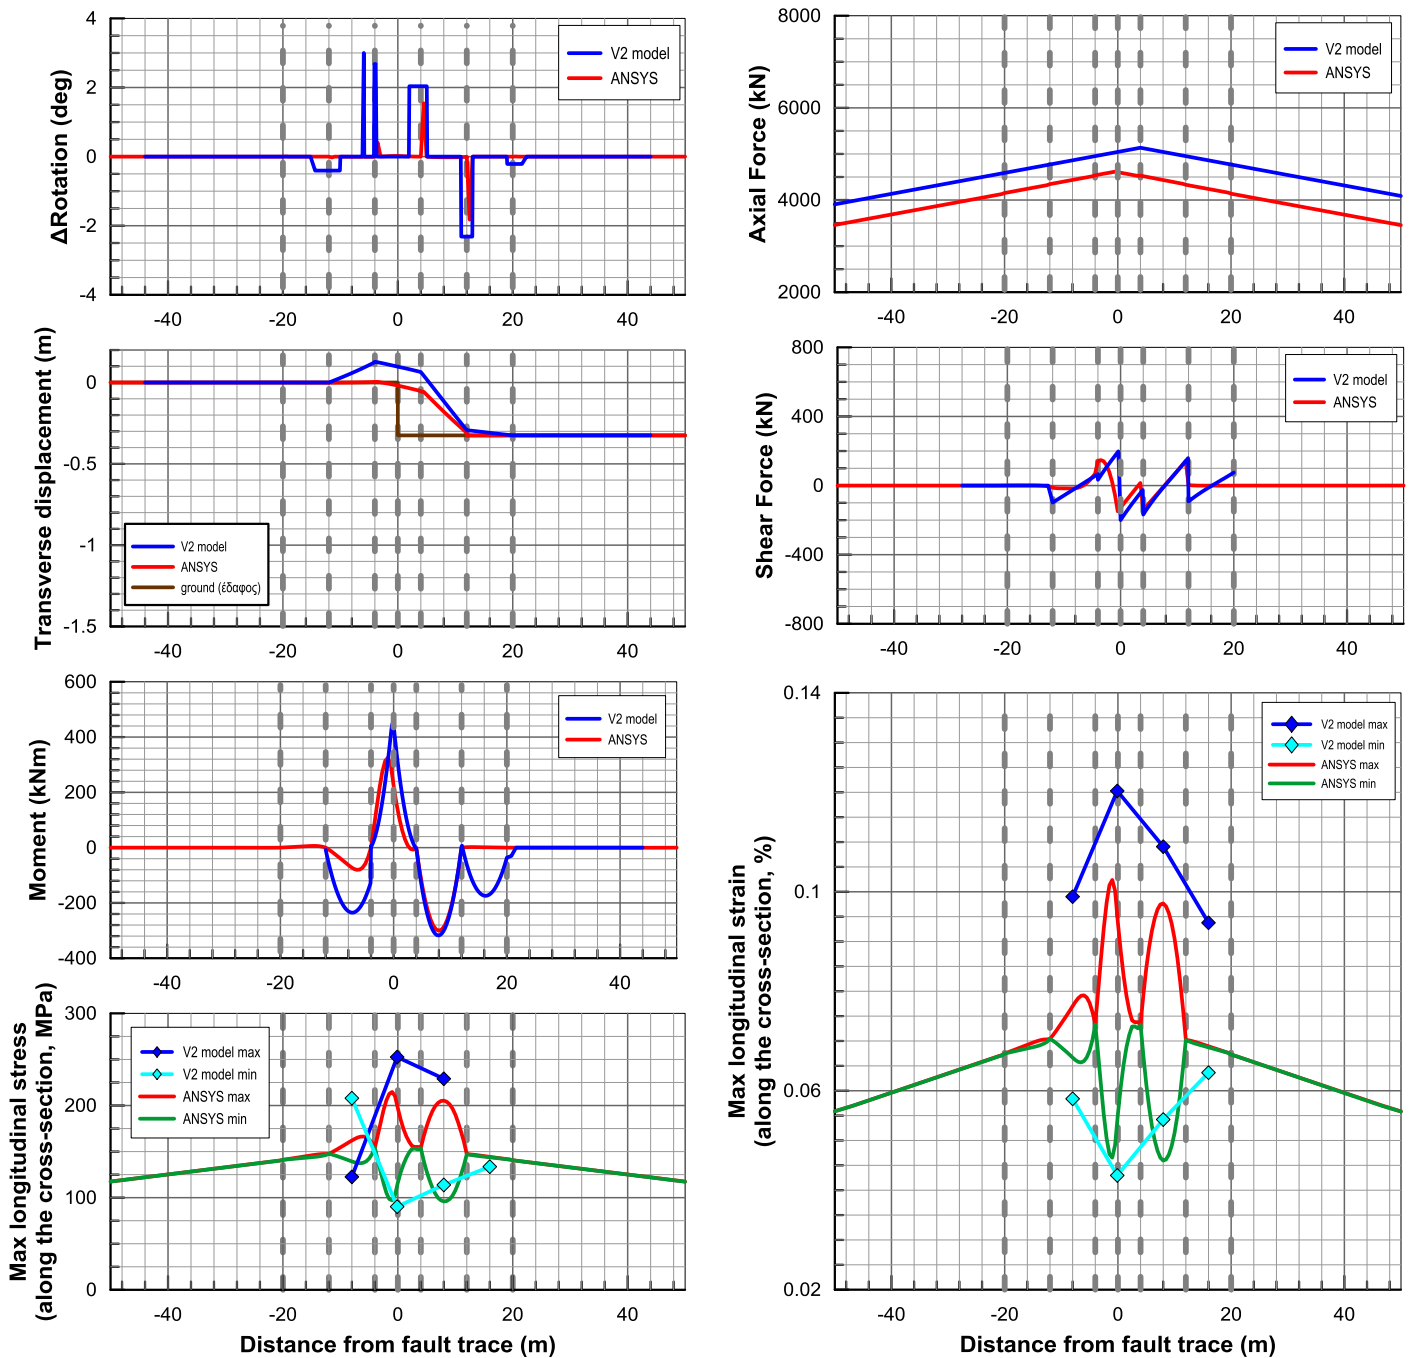 ΔRotation (deg)
4
2
0
-2
-4
-40
-20
0
20
40
V2 model
ANSYS
Axial Force (kN)
8000
6000
4000
2000
-40
-20
0
20
40
V2 model
ANSYS
Transverse displacement (m)
0
-0.5
-1
-1.5
-40
-20
0
20
40
V2 model
ANSYS
ground (έδαφος)
Shear Force (kN)
800
400
0
-400
-800
-40
-20
0
20
40
V2 model
ANSYS
Moment (kNm)
600
400
200
0
-200
-400
-40
-20
0
20
40
V2 model
ANSYS
Max longitudinal stress
(along the cross-section, MPa)
300
200
100
0
-40
-20
0
20
40
V2 model max
V2 model min
ANSYS max
ANSYS min
Distance from fault trace (m)
Max longitudinal strain
(along the cross-section, %)
0.14
0.1
0.06
0.02
-40
-20
0
20
40
V2 model max
V2 model min
ANSYS max
ANSYS min
Distance from fault trace (m)